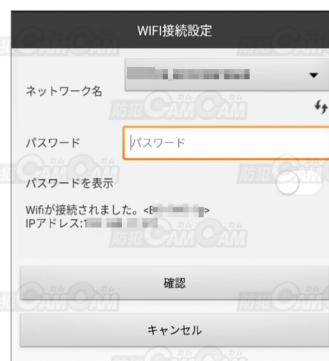 WIFI接続設定
ネットワーク名
パスワード
パスワード
パスワードを表示
Wifiが接続されました。
IPアドレス:
確認
キャンセル
防犯 CAMCAM